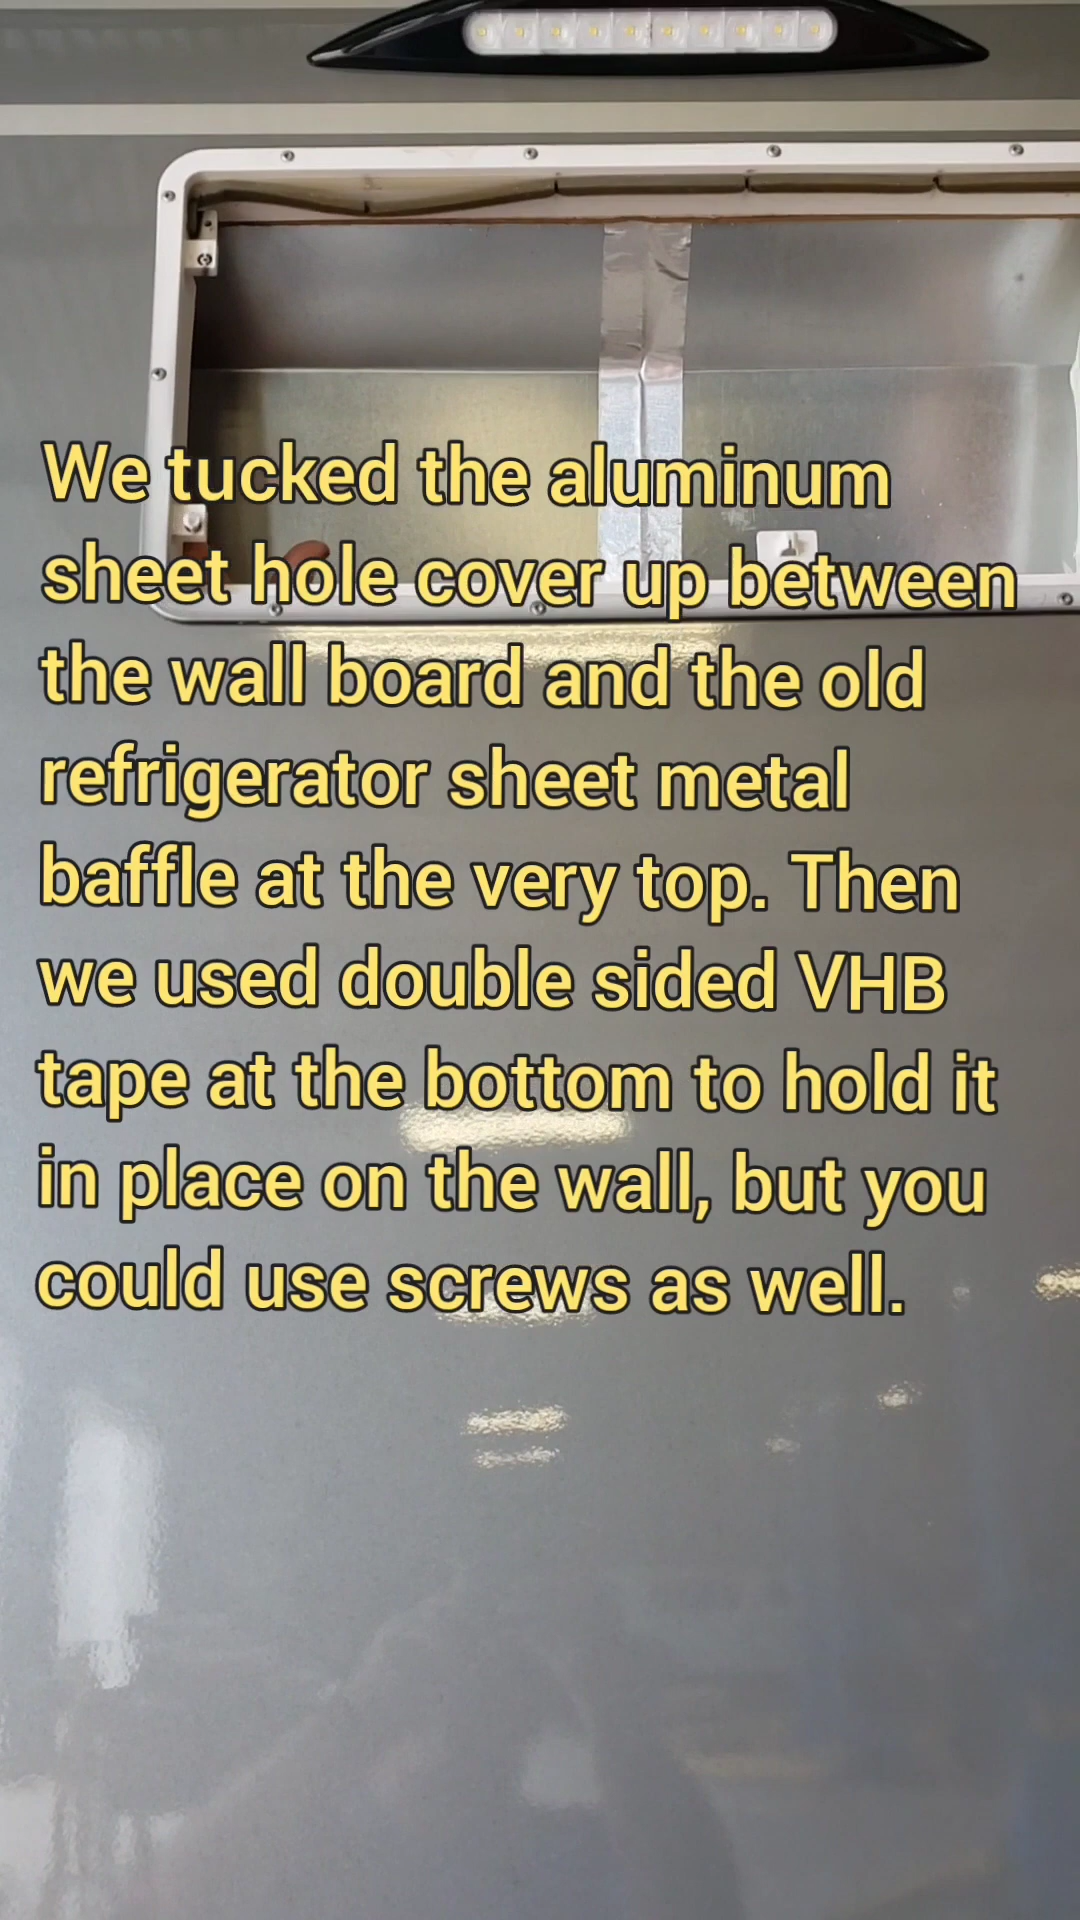 We tucked the aluminum
sheet hole cover up between
the wall board and the old
refrigerator sheet metal
baffle at the very top. Then
we used double sided VHB
tape at the bottom to hold it
in place on the wall, but you
could use screws as well.